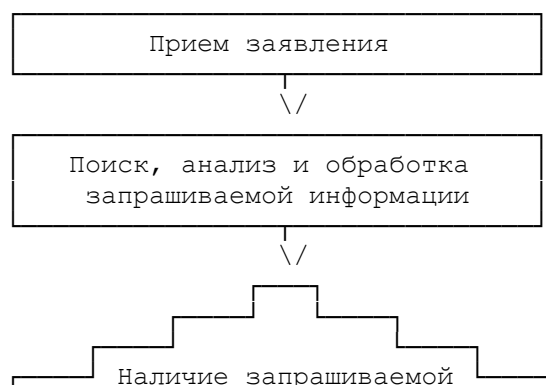 Прием заявления
Поиск, анализ и обработка
запрашиваемой информации
Наличие запрашиваемой